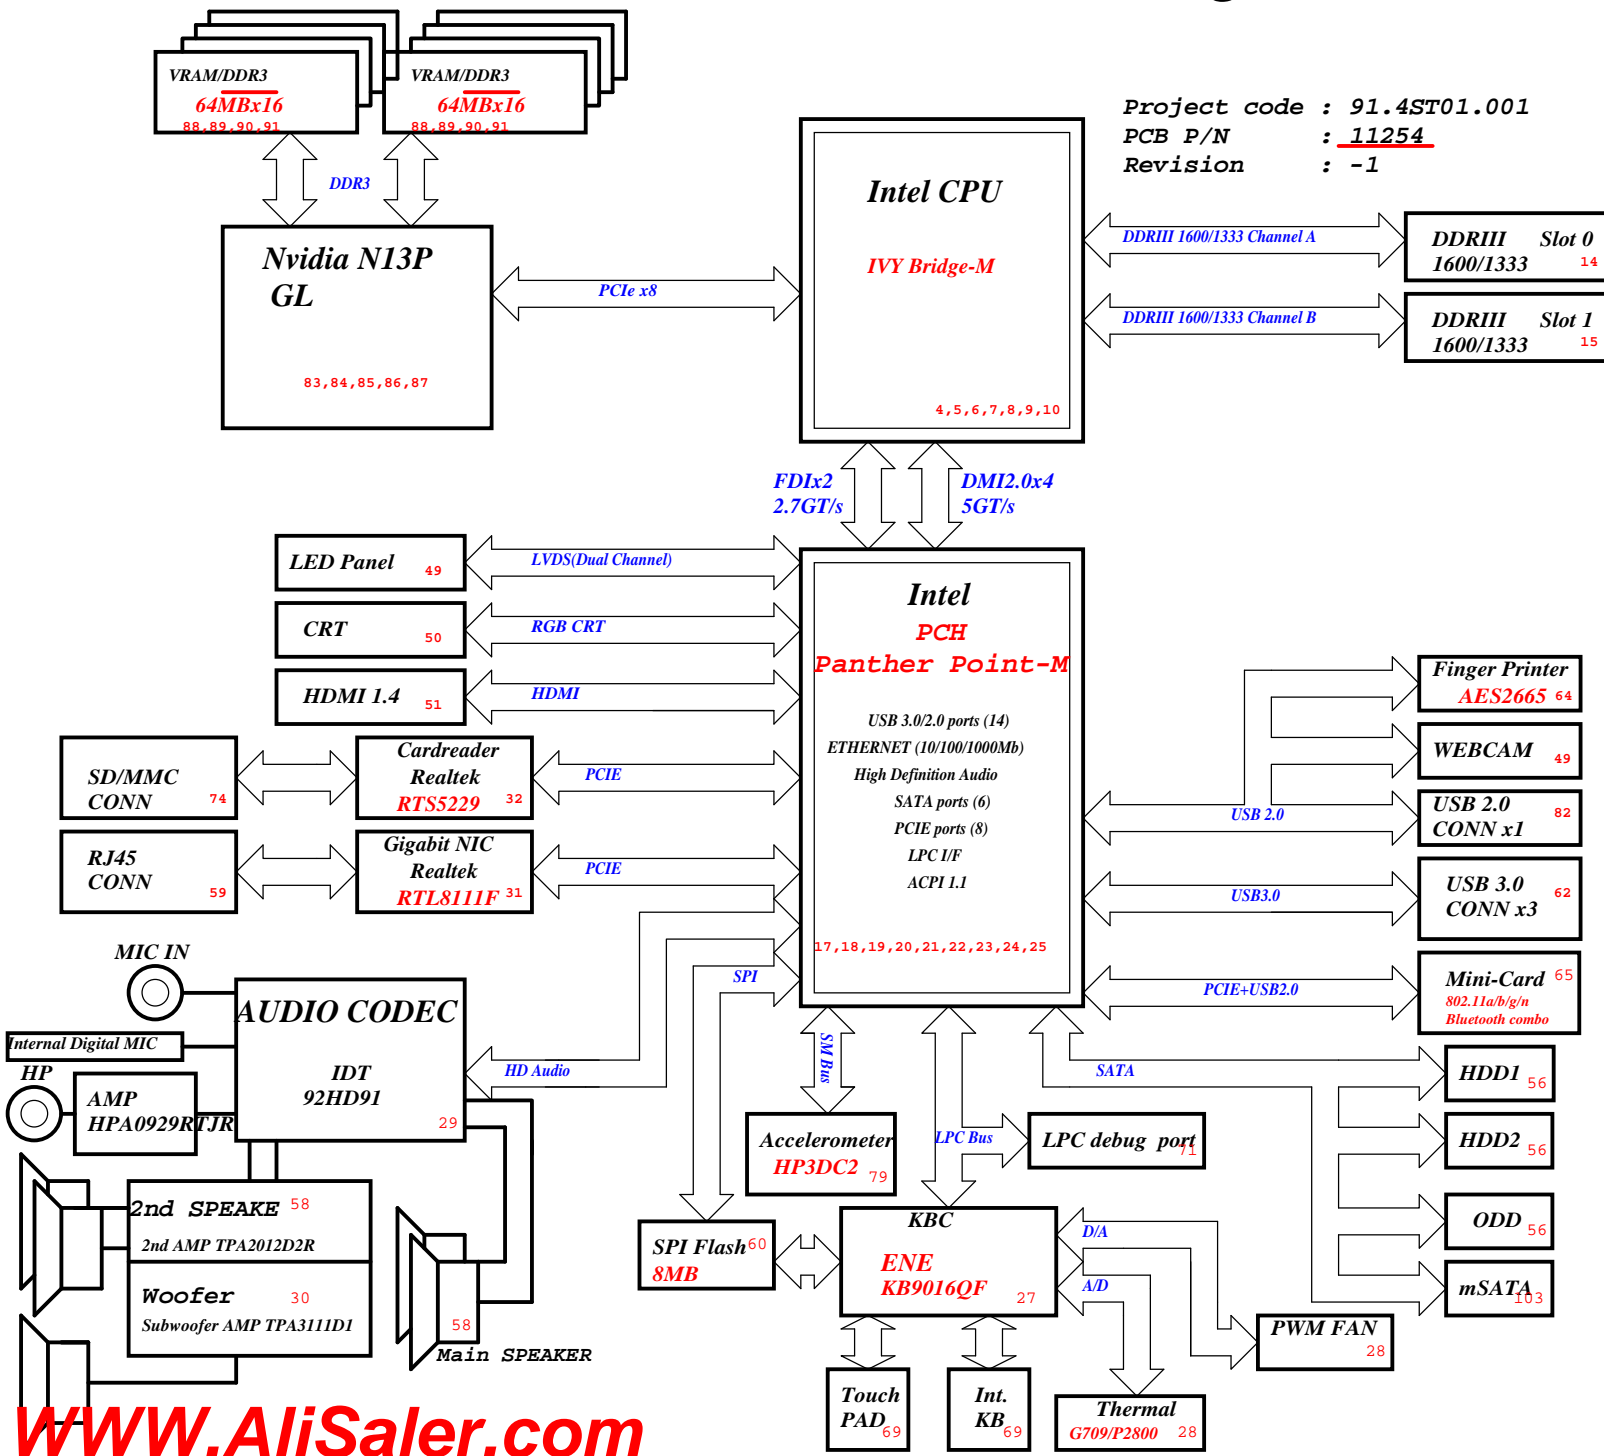 VRAM/DDR3
64MBx16
88,89,90,91
VRAM/DDR3
64MBx16
88,89,90,91
DDR3
Nvidia N13P
GL
83,84,85,86,87
PCIe x8
Intel CPU
IVY Bridge-M
4,5,6,7,8,9,10
Project code : 91.4ST01.001
PCB P/N : 11254
Revision : -1
DDRIII 1600/1333 Channel A
DDRIII Slot 0
1600/1333 14
DDRIII 1600/1333 Channel B
DDRIII Slot 1
1600/1333 15
FDIx2
2.7GT/s
DMI2.0x4
5GT/s
LED Panel 49
LVDS(Dual Channel)
CRT 50
RGB CRT
HDMI 1.4 51
HDMI
SD/MMC
CONN 74
Cardreader
Realtek
RTS5229 32
PCIE
RJ45
CONN 59
Gigabit NIC
Realtek
RTL8111F 31
PCIE
Intel
PCH
Panther Point-M
USB 3.0/2.0 ports (14)
ETHERNET (10/100/1000Mb)
High Definition Audio
SATA ports (6)
PCIE ports (8)
LPC I/F
ACPI 1.1
17,18,19,20,21,22,23,24,25
Finger Printer
AES2665 64
WEBCAM
49
USB 2.0
USB 2.0 82
CONN x1
USB3.0
USB 3.0 62
CONN x3
PCIE+USB2.0
Mini-Card 65
802.11a/b/g/n
Bluetooth combo
MIC IN
Internal Digital MIC
HP
AMP
HPA0929RTJR
AUDIO CODEC
IDT
92HD91
29
HD Audio
SPI
SM Bus
SATA
HDD1 56
HDD2 56
ODD 56
mSATA 103
Accelerometer
HP3DC2 79
LPC Bus
LPC debug port
71
2nd SPEAKE 58
2nd AMP TPA2012D2R
Woofer 30
Subwoofer AMP TPA3111D1
58
Main SPEAKER
SPI Flash 60
8MB
KBC
ENE
KB9016QF 27
D/A
A/D
PWM FAN
28
Touch
PAD 69
Int.
KB 69
Thermal
G709/P2800 28
WWW.AliSaler.com